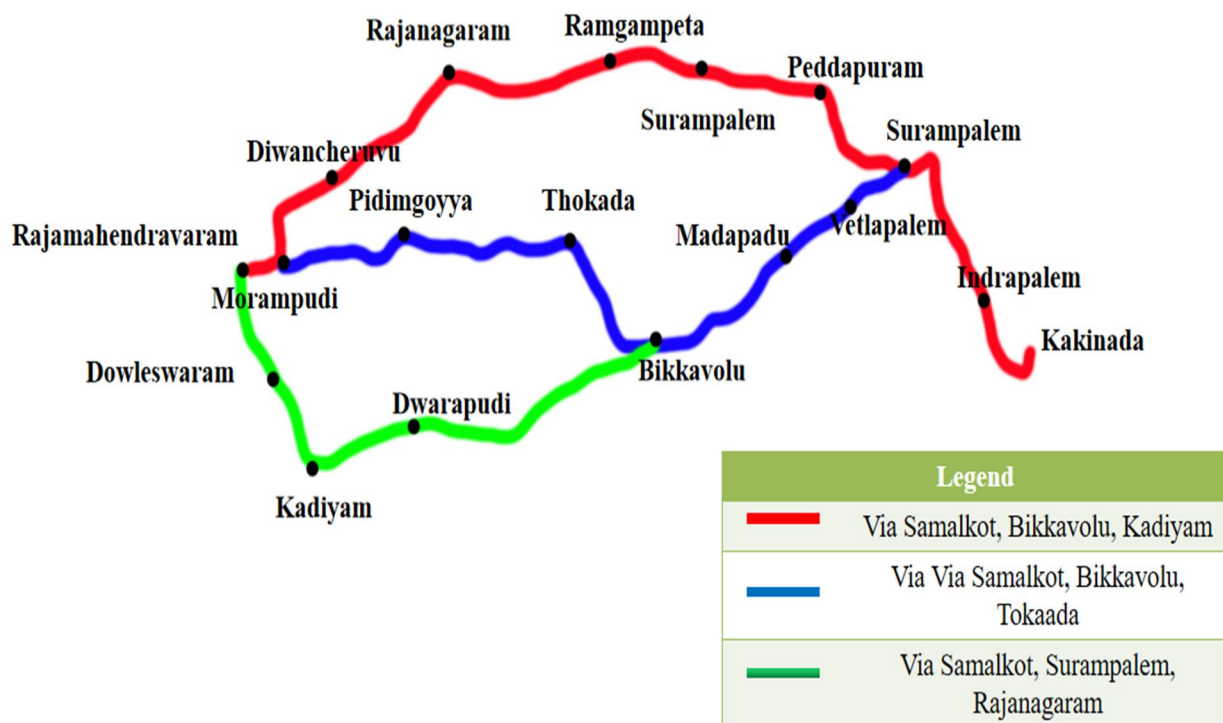 Rajanagaram
Ramgampeta
Peddapuram
Surampalem
Surampalem
Diwancheruvu
Pidimgoyya
Thokada
Rajamahendravaram
Madapadu
Vetlapalem
Morampudi
Indrapalem
Kakinada
Dowleswaram
Bikkavolu
Dwarapudi
Kadiyam
Legend
Via Samalkot, Bikkavolu, Kadiyam
Via Via Samalkot, Bikkavolu,
Tokaada
Via Samalkot, Surampalem,
Rajanagaram